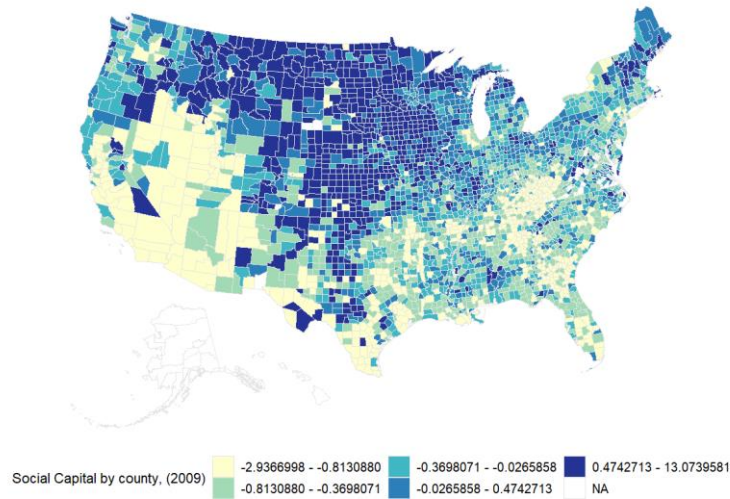 Social Capital by county, (2009)
-2.9366998 - -0.8130880
-0.8130880 - -0.3698071
-0.3698071 - -0.0265858
-0.0265858 - 0.4742713
0.4742713 - 13.0739581
NA